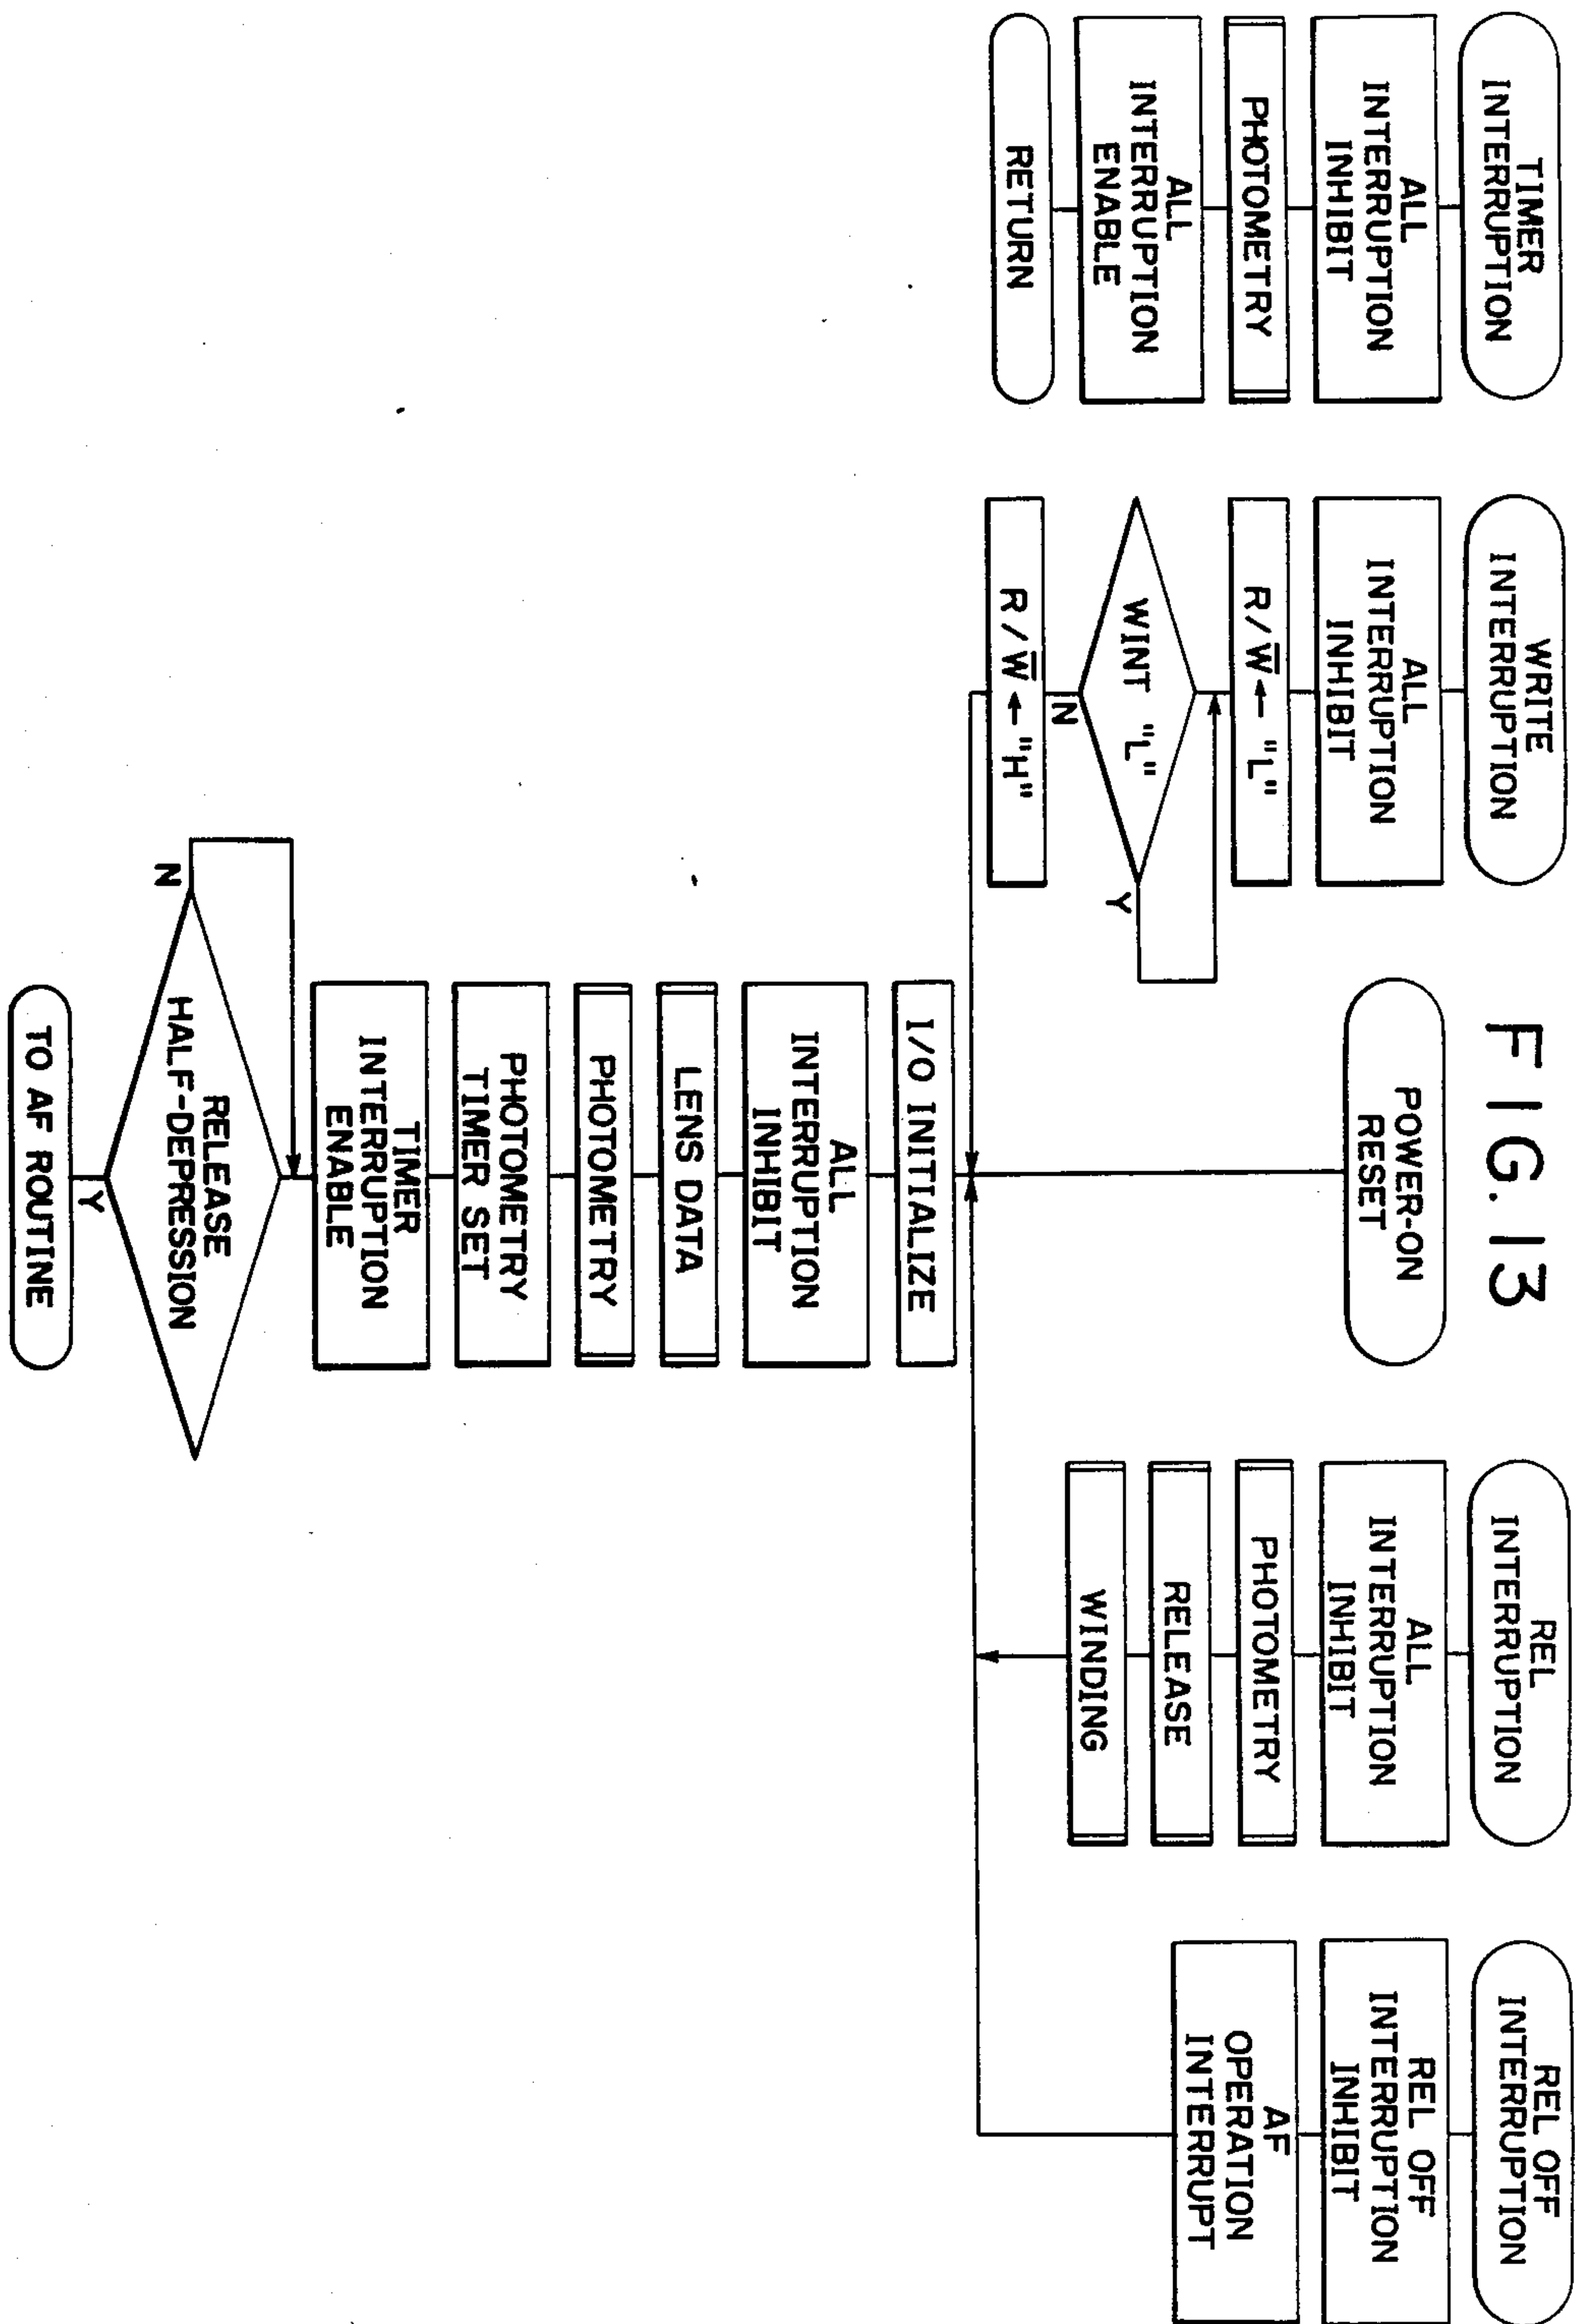 FIG. 13
TIMER
INTERRUPTION
ALL
INTERRUPTION
INHIBIT
PHOTOMETRY
ALL
INTERRUPTION
ENABLE
RETURN
WRITE
INTERRUPTION
ALL
INTERRUPTION
INHIBIT
R/W̅ ← "L"
WINT "L"
Y
N
R/W̅ ← "H"
POWER-ON
RESET
I/O INITIALIZE
ALL
INTERRUPTION
INHIBIT
LENS DATA
PHOTOMETRY
PHOTOMETRY
TIMER SET
TIMER
INTERRUPTION
ENABLE
RELEASE
HALF-DEPRESSION
N
Y
TO AF ROUTINE
REL
INTERRUPTION
ALL
INTERRUPTION
INHIBIT
PHOTOMETRY
RELEASE
WINDING
REL OFF
INTERRUPTION
REL OFF
INTERRUPTION
INHIBIT
AF
OPERATION
INTERRUPT